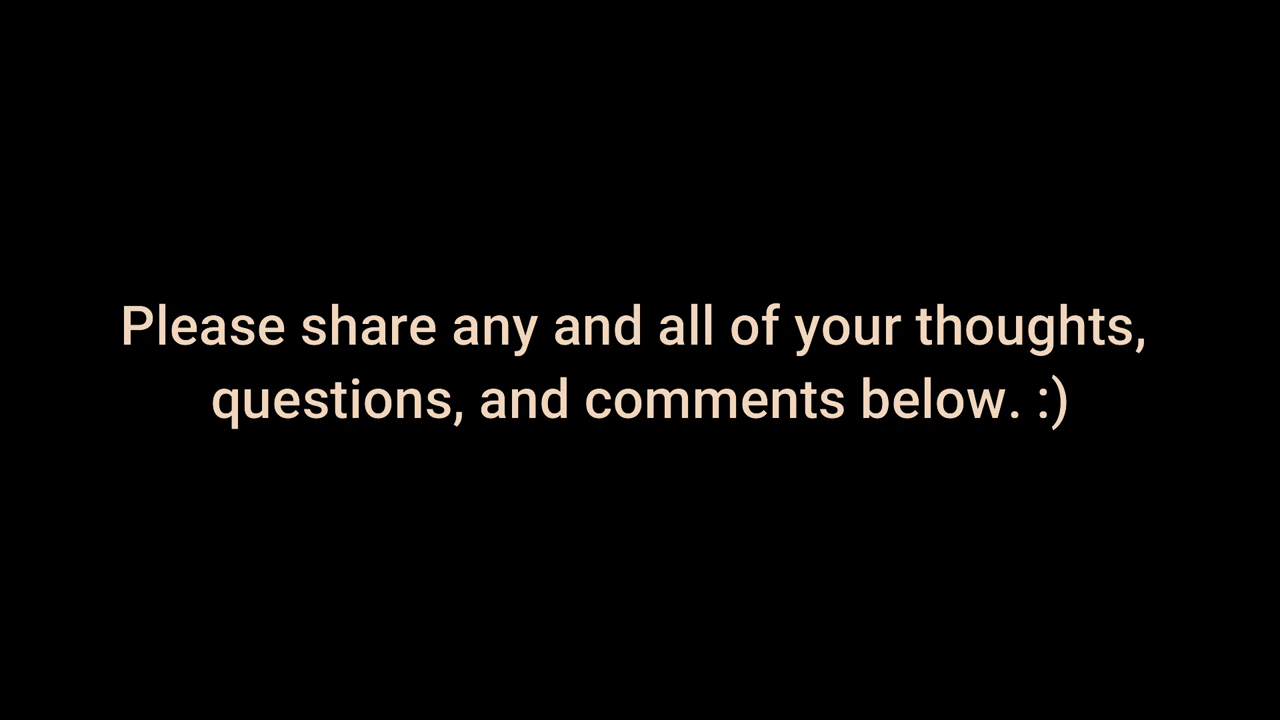 Please share any and all of your thoughts,
questions, and comments below. :)